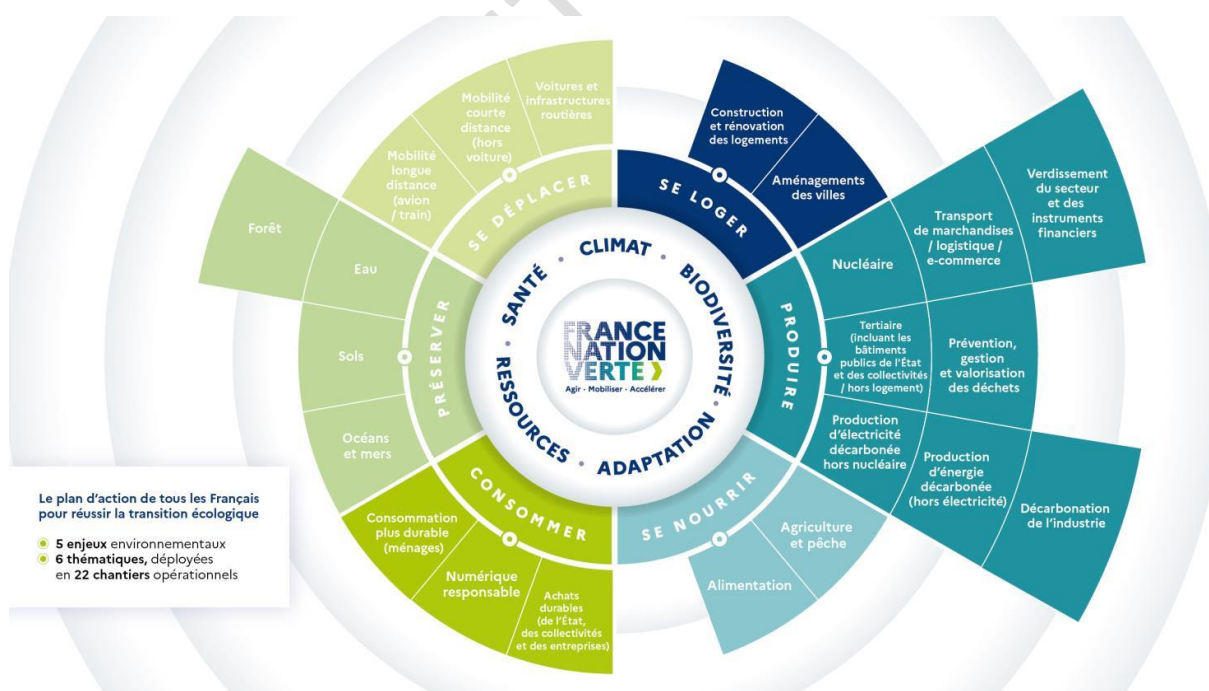 Voitures et
infrastructures
routières
Mobilité
courte
distance
(hors
voiture)
Mobilité
longue
distance
(avion
/ train)
SE DÉPLACER
Construction
et rénovation
des logements
Aménagements
des villes
SE LOGER
Verdissement
du secteur
et des
instruments
financiers
Transport
de marchandises
/ logistique /
e-commerce
Nucléaire
Tertiaire
(incluant les
bâtiments
publics de l'État
et des collectivités
/ hors logement)
Prévention,
gestion
et valorisation
des déchets
Production
d'électricité
décarbonée
hors nucléaire
Production
d'énergie
décarbonée
(hors électricité)
Décarbonation
de l'industrie
PRODUIRE
Agriculture
et pêche
Alimentation
SE NOURRIR
Consommation
plus durable
(ménages)
Numérique
responsable
Achats
durables
(de l'État,
des collectivités
et des entreprises)
CONSOMMER
Forêt
Eau
Sols
Océans
et mers
PRÉSERVER
SANTÉ • CLIMAT • BIODIVERSITÉ • ADAPTATION • RESSOURCES
FRANCE
NATION
VERTE >
Agir • Mobiliser • Accélérer
Le plan d'action de tous les Français
pour réussir la transition écologique
5 enjeux environnementaux
6 thématiques, déployées
en 22 chantiers opérationnels